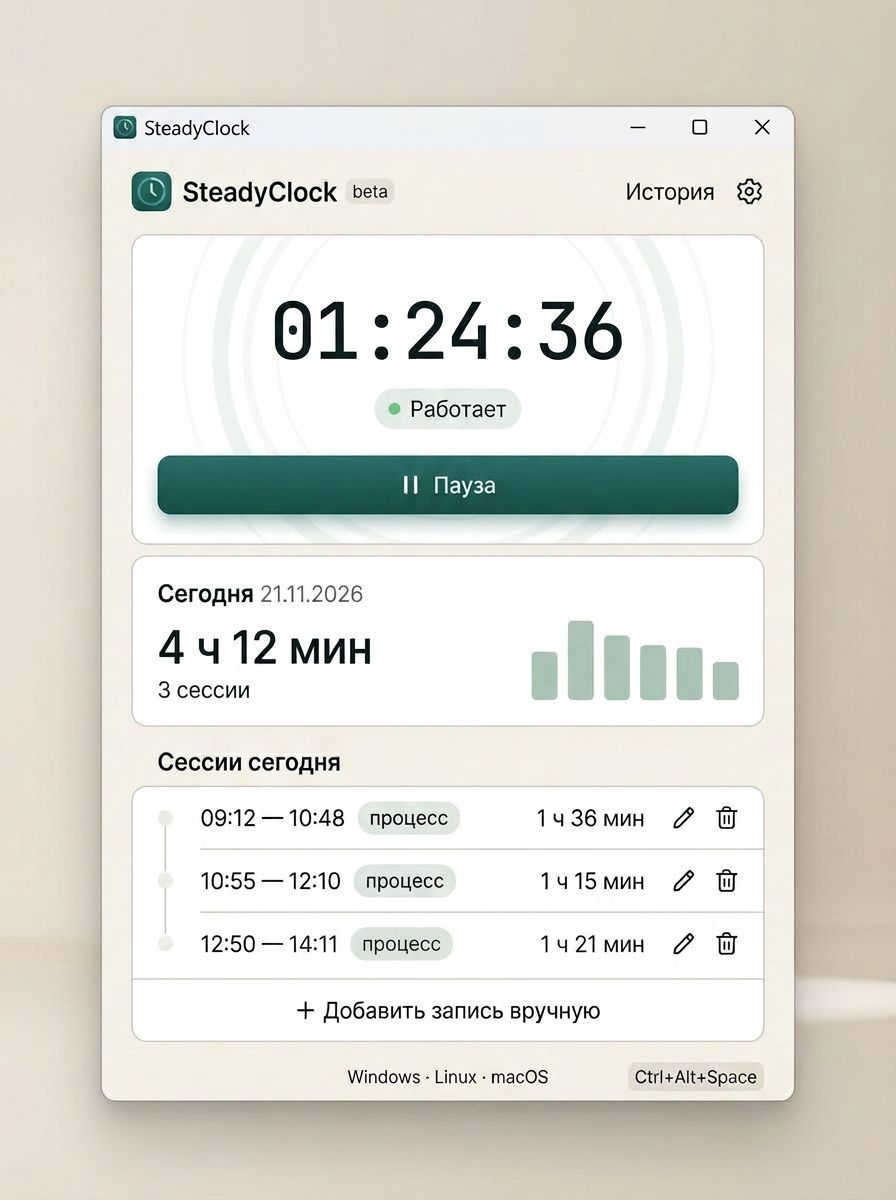 SteadyClock
SteadyClock beta История
01:24:36
Работает
Пауза
Сегодня 21.11.2026
4 ч 12 мин
3 сессии
Сессии сегодня
09:12 — 10:48 процесс 1 ч 36 мин
10:55 — 12:10 процесс 1 ч 15 мин
12:50 — 14:11 процесс 1 ч 21 мин
+ Добавить запись вручную
Windows · Linux · macOS Ctrl+Alt+Space